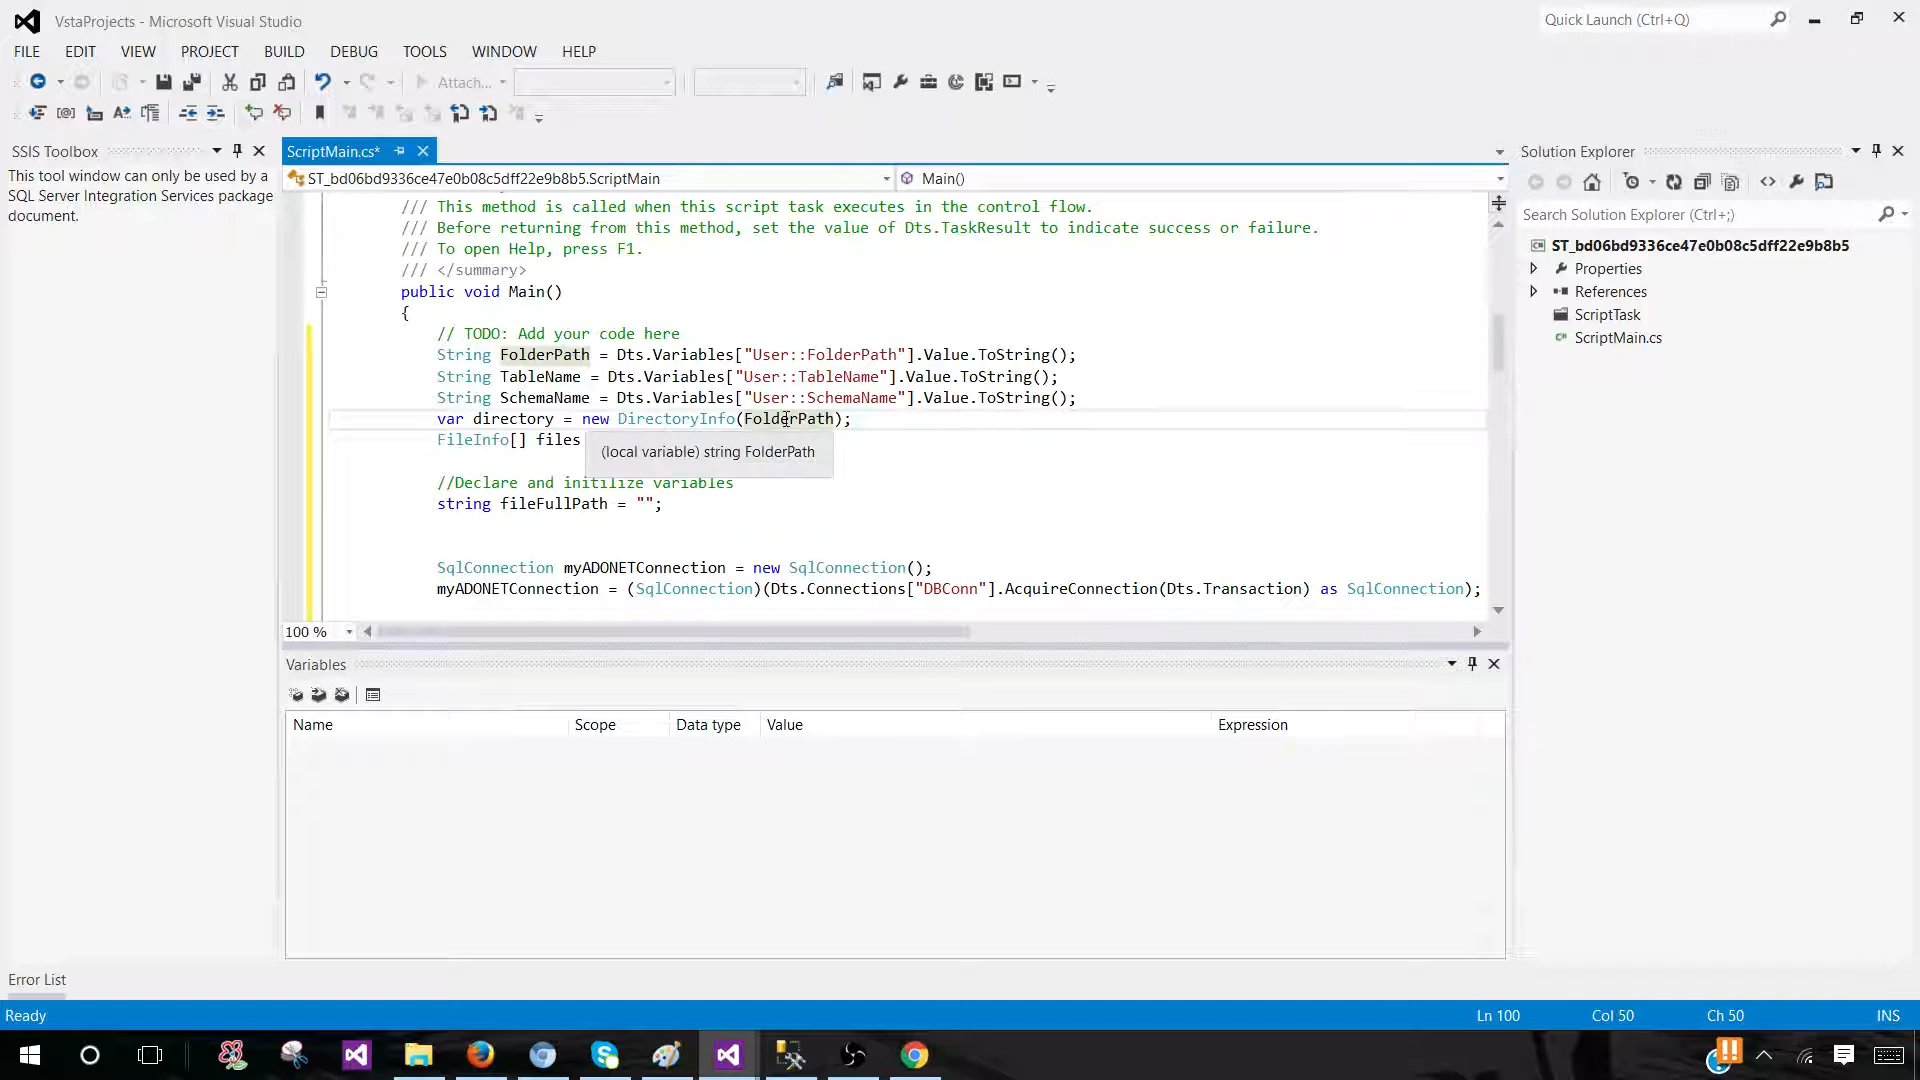 VstaProjects - Microsoft Visual Studio
Quick Launch (Ctrl+Q)
FILE EDIT VIEW PROJECT BUILD DEBUG TOOLS WINDOW HELP
Attach...
SSIS Toolbox
This tool window can only be used by a
SQL Server Integration Services package
document.
ScriptMain.cs*
ST_bd06bd9336ce47e0b08c5dff22e9b8b5.ScriptMain
Main()
/// This method is called when this script task executes in the control flow.
/// Before returning from this method, set the value of Dts.TaskResult to indicate success or failure.
/// To open Help, press F1.
/// </summary>
public void Main()
{
// TODO: Add your code here
String FolderPath = Dts.Variables["User::FolderPath"].Value.ToString();
String TableName = Dts.Variables["User::TableName"].Value.ToString();
String SchemaName = Dts.Variables["User::SchemaName"].Value.ToString();
var directory = new DirectoryInfo(FolderPath);
FileInfo[] files
(local variable) string FolderPath
//Declare and initilize variables
string fileFullPath = "";
SqlConnection myADONETConnection = new SqlConnection();
myADONETConnection = (SqlConnection)(Dts.Connections["DBConn"].AcquireConnection(Dts.Transaction) as SqlConnection);
100 %
Variables
Name Scope Data type Value Expression
Solution Explorer
Search Solution Explorer (Ctrl+;)
ST_bd06bd9336ce47e0b08c5dff22e9b8b5
Properties
References
ScriptTask
ScriptMain.cs
Error List
Ready
Ln 100 Col 50 Ch 50 INS